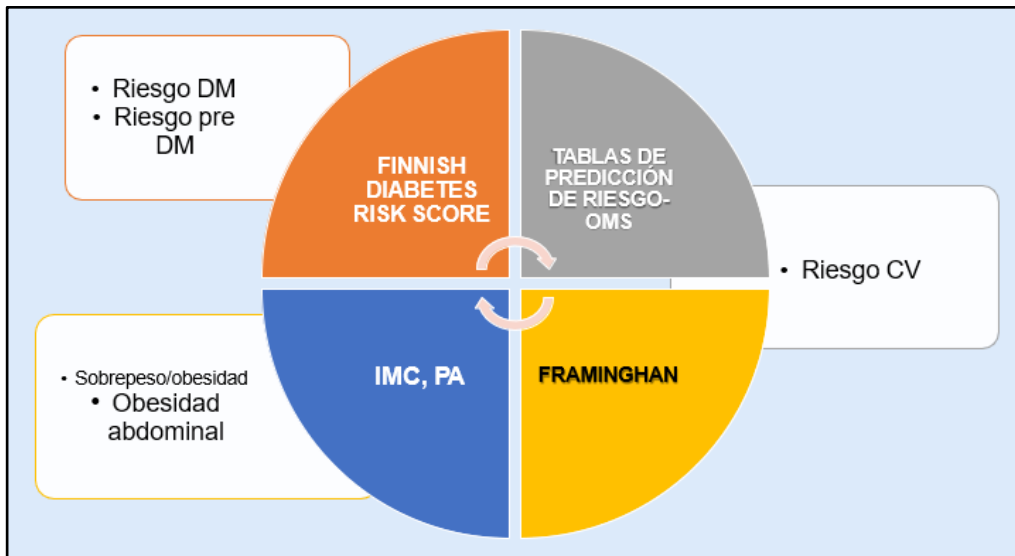 • Riesgo DM
• Riesgo pre
DM
FINNISH
DIABETES
RISK SCORE
TABLAS DE
PREDICCIÓN
DE RIESGO-
OMS
• Riesgo CV
• Sobrepeso/obesidad
• Obesidad
abdominal
IMC, PA
FRAMINGHAN